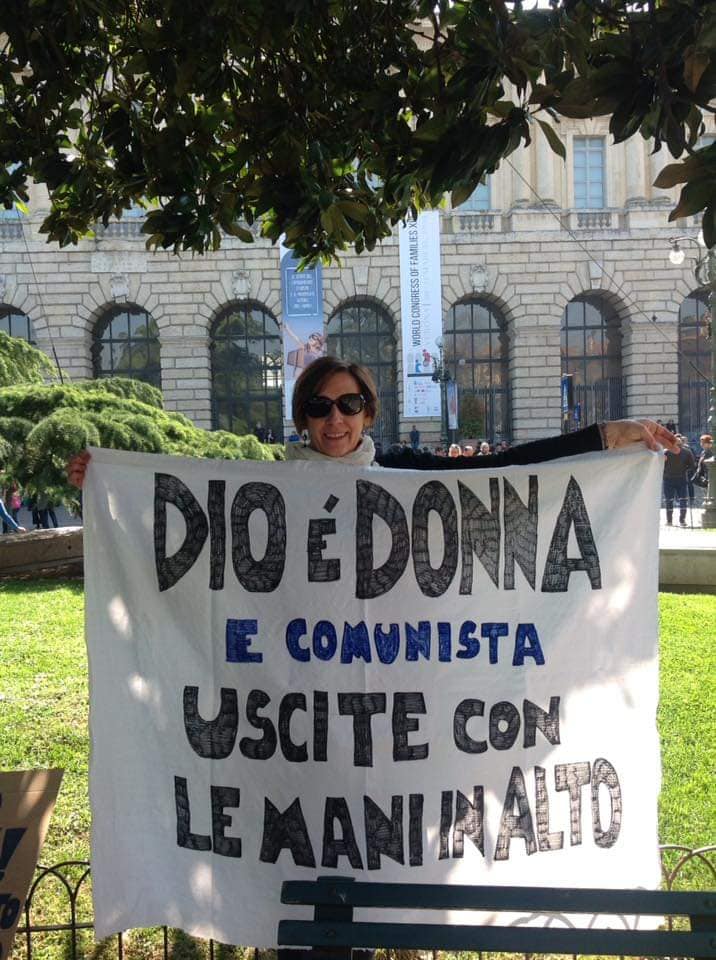 WORLD CONGRESS OF FAMILIES
DIO É DONNA
E COMUNISTA
USCITE CON
LE MANI IN ALTO